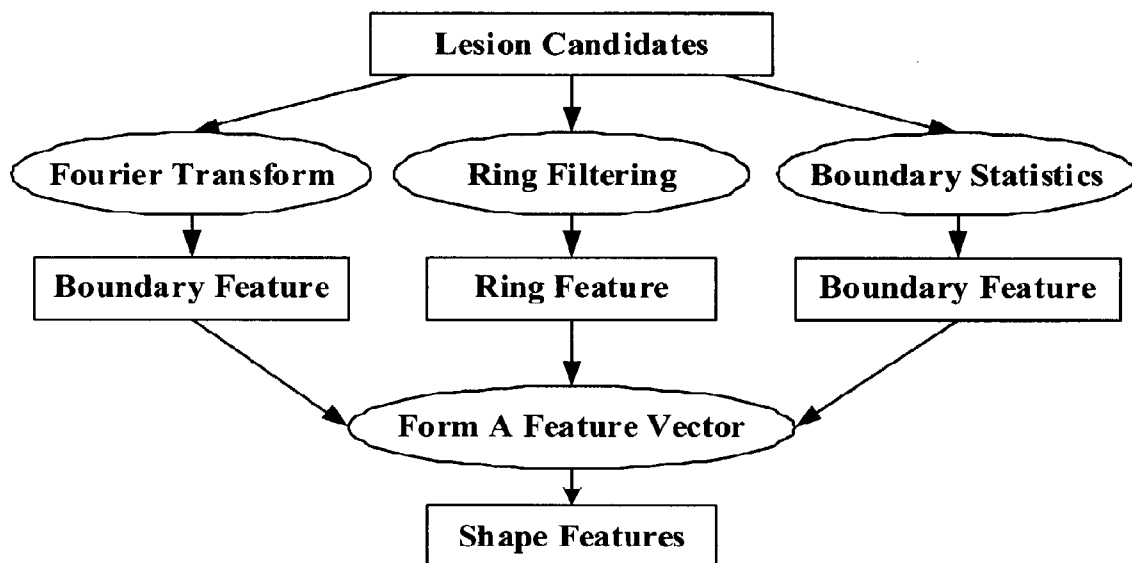 Lesion Candidates
Fourier Transform
Ring Filtering
Boundary Statistics
Boundary Feature
Ring Feature
Boundary Feature
Form A Feature Vector
Shape Features